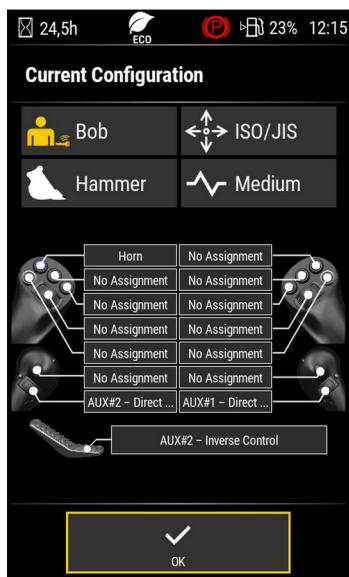 24,5h ECO P 23% 12:15
Current Configuration
Bob ISO/JIS
Hammer Medium
Horn No Assignment
No Assignment No Assignment
No Assignment No Assignment
No Assignment No Assignment
No Assignment No Assignment
No Assignment No Assignment
AUX#2 – Direct ... AUX#1 – Direct ...
AUX#2 – Inverse Control
OK